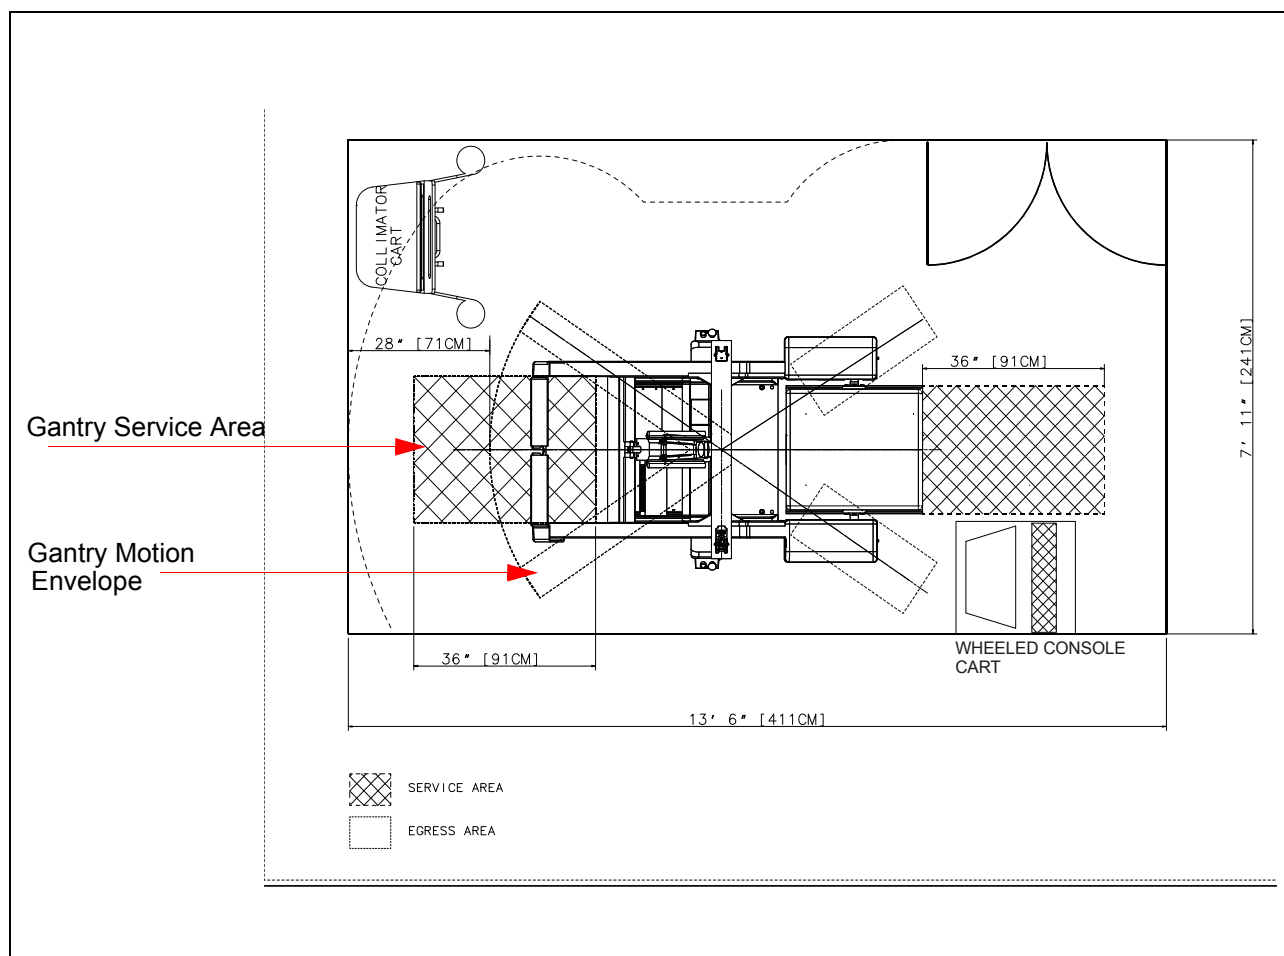 COLLIMATOR
CART
28" [71CM]
36" [91CM]
7' 11" [241CM]
Gantry Service Area
Gantry Motion
Envelope
WHEELED CONSOLE
CART
36" [91CM]
13' 6" [411CM]
SERVICE AREA
EGRESS AREA